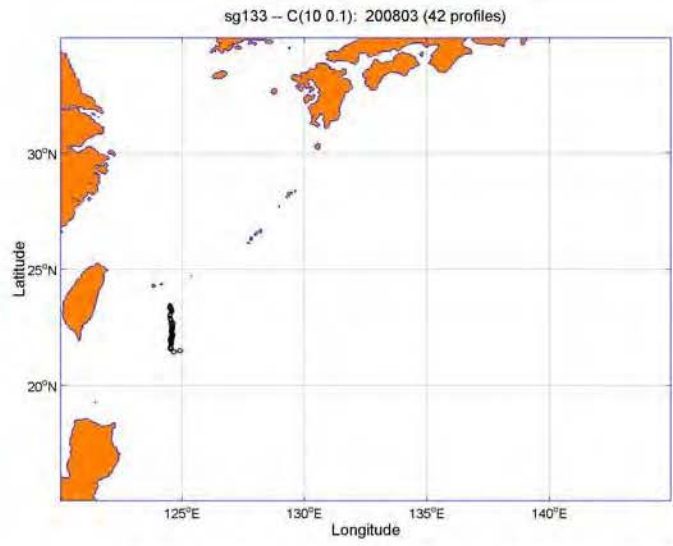 sg133 -- C(10 0.1): 200803 (42 profiles)
30°N
25°N
20°N
Latitude
125°E 130°E 135°E 140°E
Longitude